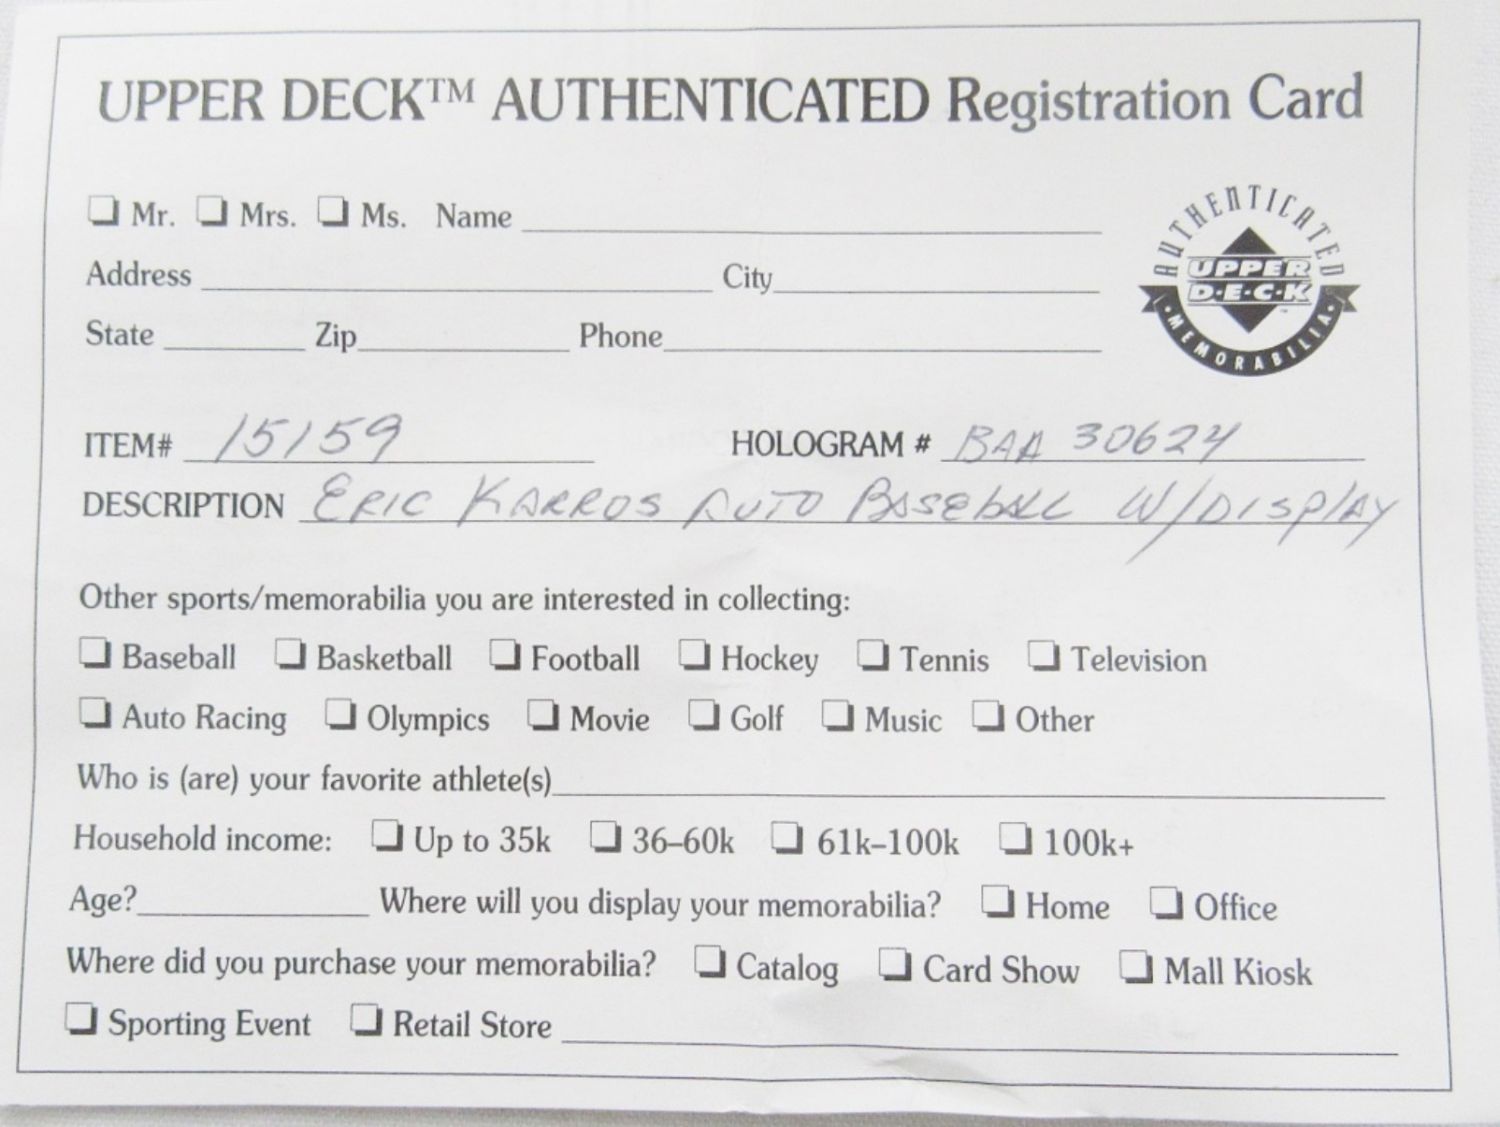 UPPER DECK™ AUTHENTICATED Registration Card
❏ Mr. ❏ Mrs. ❏ Ms. Name
AUTHENTICATED
UPPER
D·E·C·K
·MEMORABILIA·
Address City
State Zip Phone
ITEM# 15159 HOLOGRAM # BAA 30624
DESCRIPTION ERIC KARROS AUTO BASEBALL W/DISPLAY
Other sports/memorabilia you are interested in collecting:
❏ Baseball ❏ Basketball ❏ Football ❏ Hockey ❏ Tennis ❏ Television
❏ Auto Racing ❏ Olympics ❏ Movie ❏ Golf ❏ Music ❏ Other
Who is (are) your favorite athlete(s)
Household income: ❏ Up to 35k ❏ 36–60k ❏ 61k–100k ❏ 100k+
Age? Where will you display your memorabilia? ❏ Home ❏ Office
Where did you purchase your memorabilia? ❏ Catalog ❏ Card Show ❏ Mall Kiosk
❏ Sporting Event ❏ Retail Store